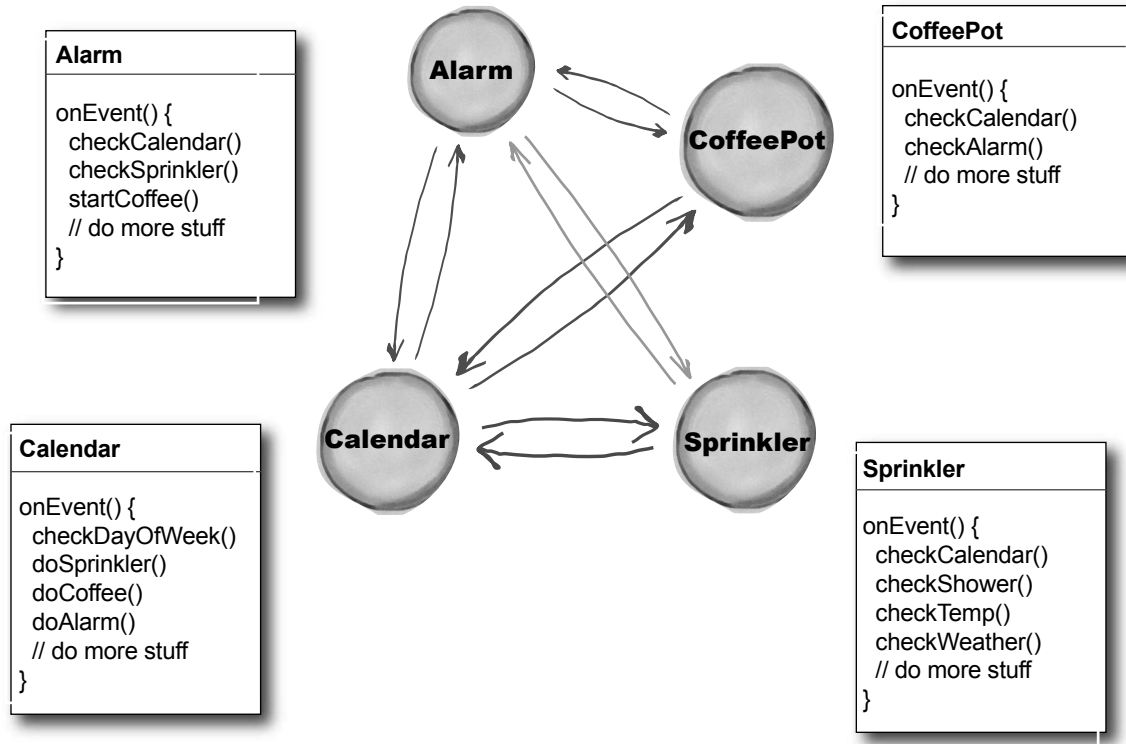 Alarm
onEvent() {
checkCalendar()
checkSprinkler()
startCoffee()
// do more stuff
}
Alarm
CoffeePot
CoffeePot
onEvent() {
checkCalendar()
checkAlarm()
// do more stuff
}
Calendar
Sprinkler
Calendar
onEvent() {
checkDayOfWeek()
doSprinkler()
doCoffee()
doAlarm()
// do more stuff
}
Sprinkler
onEvent() {
checkCalendar()
checkShower()
checkTemp()
checkWeather()
// do more stuff
}